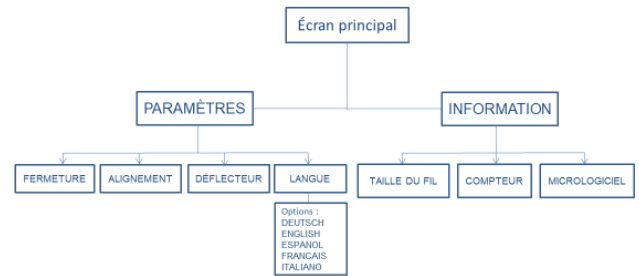 Écran principal
PARAMÈTRES
INFORMATION
FERMETURE
ALIGNEMENT
DÉFLECTEUR
LANGUE
TAILLE DU FIL
COMPTEUR
MICROLOGICIEL
Options :
DEUTSCH
ENGLISH
ESPANOL
FRANCAIS
ITALIANO